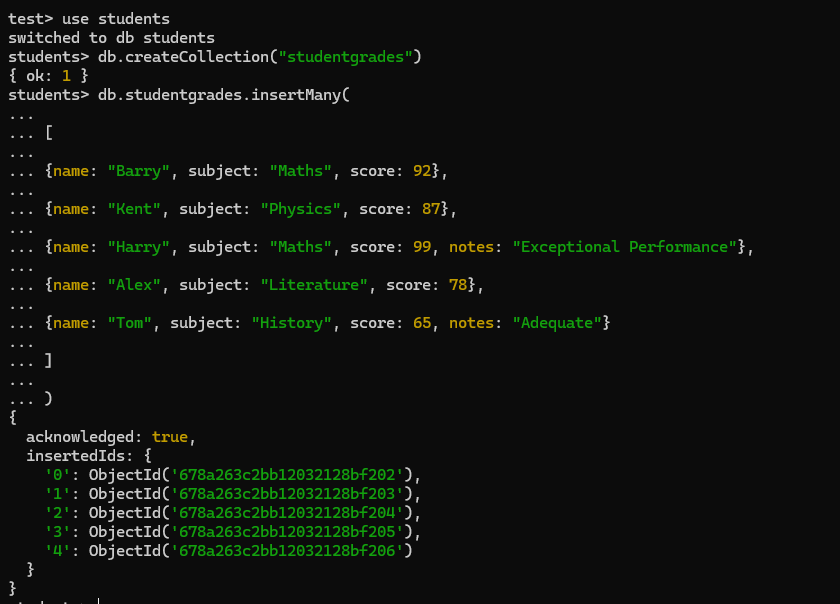 test> use students
switched to db students
students> db.createCollection("studentgrades")
{ ok: 1 }
students> db.studentgrades.insertMany(
...
... [
...
... {name: "Barry", subject: "Maths", score: 92},
...
... {name: "Kent", subject: "Physics", score: 87},
...
... {name: "Harry", subject: "Maths", score: 99, notes: "Exceptional Performance"},
...
... {name: "Alex", subject: "Literature", score: 78},
...
... {name: "Tom", subject: "History", score: 65, notes: "Adequate"}
...
... ]
...
... )
{
  acknowledged: true,
  insertedIds: {
    '0': ObjectId('678a263c2bb12032128bf202'),
    '1': ObjectId('678a263c2bb12032128bf203'),
    '2': ObjectId('678a263c2bb12032128bf204'),
    '3': ObjectId('678a263c2bb12032128bf205'),
    '4': ObjectId('678a263c2bb12032128bf206')
  }
}